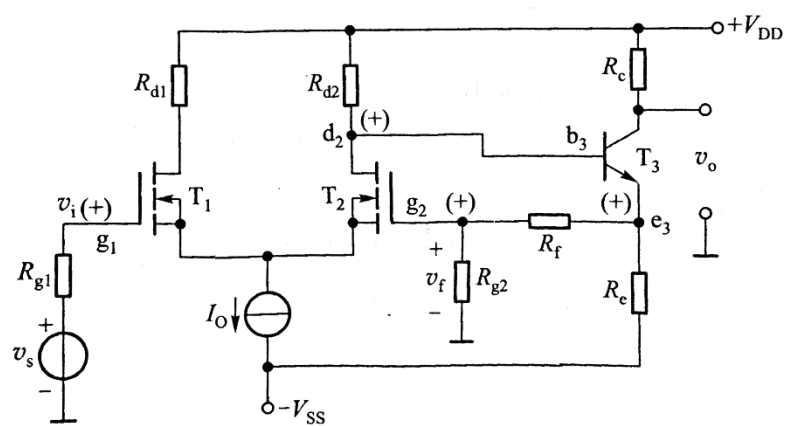 +V_DD
R_d1
R_d2
R_c
d_2 (+)
b_3
T_3
v_o
v_i (+)
g_1
T_1
T_2
g_2 (+)
(+)
e_3
R_f
R_g1
+
v_s
-
I_O
+
v_f
-
R_g2
R_e
-V_SS